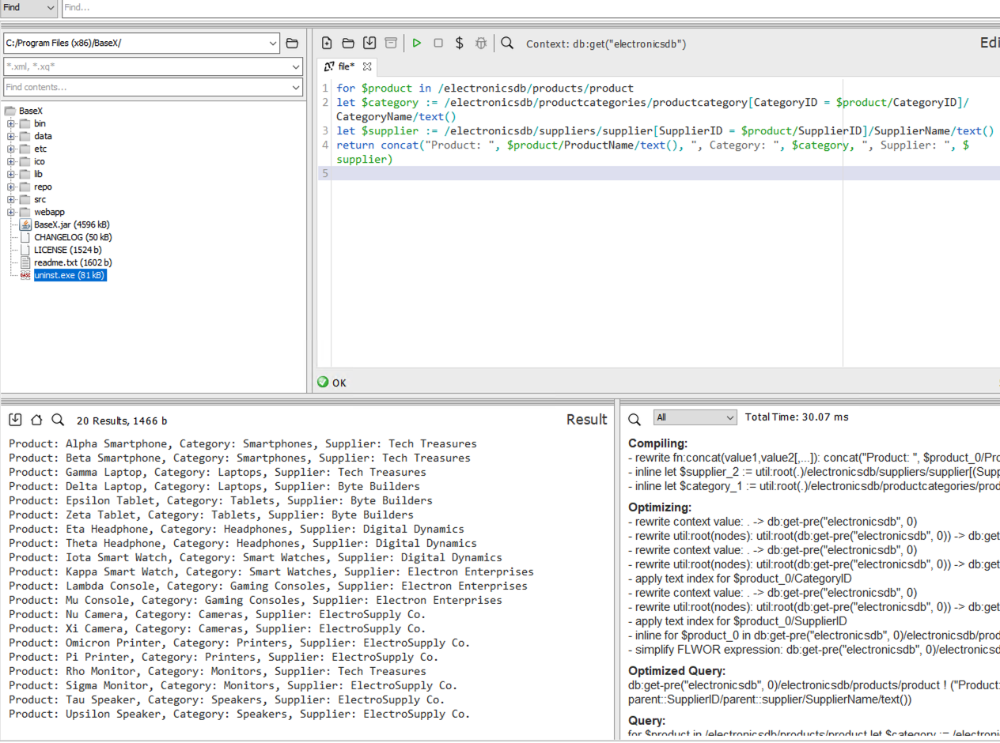 Find
Find...
C:/Program Files (x86)/BaseX/
*.xml, *.xq*
Find contents...
BaseX
bin
data
etc
ico
lib
repo
src
webapp
BaseX.jar (4596 kB)
CHANGELOG (50 kB)
LICENSE (1524 b)
readme.txt (1602 b)
uninst.exe (81 kB)
Context: db:get("electronicsdb")
Edi
file*
1 for $product in /electronicsdb/products/product
2 let $category := /electronicsdb/productcategories/productcategory[CategoryID = $product/CategoryID]/
CategoryName/text()
3 let $supplier := /electronicsdb/suppliers/supplier[SupplierID = $product/SupplierID]/SupplierName/text()
4 return concat("Product: ", $product/ProductName/text(), ", Category: ", $category, ", Supplier: ", $
supplier)
5
OK
20 Results, 1466 b
Result
Product: Alpha Smartphone, Category: Smartphones, Supplier: Tech Treasures
Product: Beta Smartphone, Category: Smartphones, Supplier: Tech Treasures
Product: Gamma Laptop, Category: Laptops, Supplier: Tech Treasures
Product: Delta Laptop, Category: Laptops, Supplier: Byte Builders
Product: Epsilon Tablet, Category: Tablets, Supplier: Byte Builders
Product: Zeta Tablet, Category: Tablets, Supplier: Byte Builders
Product: Eta Headphone, Category: Headphones, Supplier: Digital Dynamics
Product: Theta Headphone, Category: Headphones, Supplier: Digital Dynamics
Product: Iota Smart Watch, Category: Smart Watches, Supplier: Digital Dynamics
Product: Kappa Smart Watch, Category: Smart Watches, Supplier: Electron Enterprises
Product: Lambda Console, Category: Gaming Consoles, Supplier: Electron Enterprises
Product: Mu Console, Category: Gaming Consoles, Supplier: Electron Enterprises
Product: Nu Camera, Category: Cameras, Supplier: ElectroSupply Co.
Product: Xi Camera, Category: Cameras, Supplier: ElectroSupply Co.
Product: Omicron Printer, Category: Printers, Supplier: ElectroSupply Co.
Product: Pi Printer, Category: Printers, Supplier: ElectroSupply Co.
Product: Rho Monitor, Category: Monitors, Supplier: Tech Treasures
Product: Sigma Monitor, Category: Monitors, Supplier: ElectroSupply Co.
Product: Tau Speaker, Category: Speakers, Supplier: ElectroSupply Co.
Product: Upsilon Speaker, Category: Speakers, Supplier: ElectroSupply Co.
All
Total Time: 30.07 ms
Compiling:
- rewrite fn:concat(value1,value2[,...]): concat("Product: ", $product_0/Pro
- inline let $supplier_2 := util:root(.)/electronicsdb/suppliers/supplier[(Supp
- inline let $category_1 := util:root(.)/electronicsdb/productcategories/prod
Optimizing:
- rewrite context value: . -> db:get-pre("electronicsdb", 0)
- rewrite util:root(nodes): util:root(db:get-pre("electronicsdb", 0)) -> db:get
- rewrite context value: . -> db:get-pre("electronicsdb", 0)
- rewrite util:root(nodes): util:root(db:get-pre("electronicsdb", 0)) -> db:get
- apply text index for $product_0/CategoryID
- rewrite context value: . -> db:get-pre("electronicsdb", 0)
- rewrite util:root(nodes): util:root(db:get-pre("electronicsdb", 0)) -> db:get
- apply text index for $product_0/SupplierID
- inline for $product_0 in db:get-pre("electronicsdb", 0)/electronicsdb/prod
- simplify FLWOR expression: db:get-pre("electronicsdb", 0)/electronicsd
Optimized Query:
db:get-pre("electronicsdb", 0)/electronicsdb/products/product ! ("Product:
parent::SupplierID/parent::supplier/SupplierName/text())
Query:
for $product in /electronicsdb/products/product let $category := /electroni